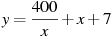 y = 400/x + x + 7